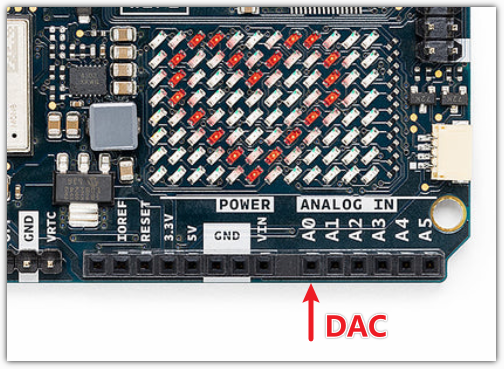 POWER
ANALOG IN
GND
VRTC
IOREF
RESET
3.3V
5V
GND
VIN
A0
A1
A2
A3
A4
A5
DAC